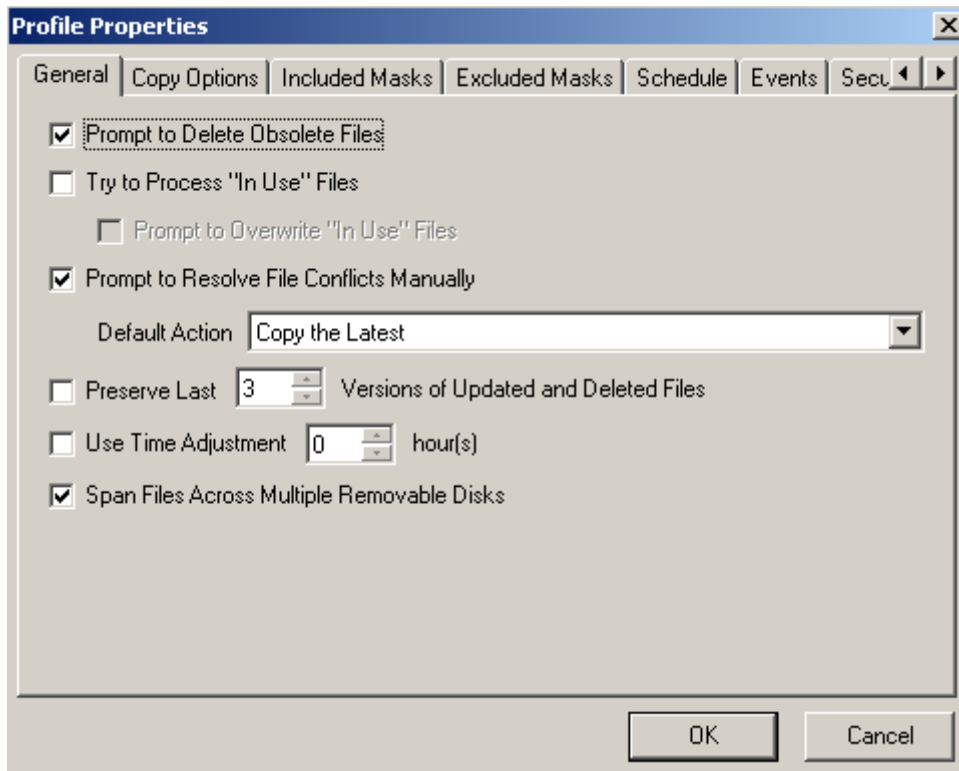 Profile Properties
General Copy Options Included Masks Excluded Masks Schedule Events Secu
Prompt to Delete Obsolete Files
Try to Process "In Use" Files
Prompt to Overwrite "In Use" Files
Prompt to Resolve File Conflicts Manually
Default Action Copy the Latest
Preserve Last 3 Versions of Updated and Deleted Files
Use Time Adjustment 0 hour(s)
Span Files Across Multiple Removable Disks
OK Cancel